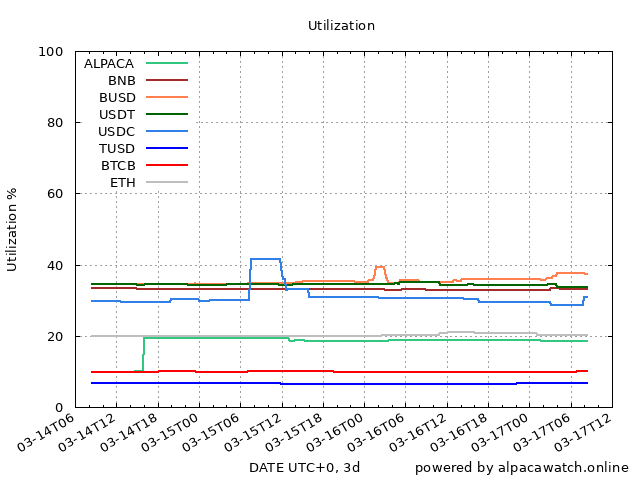 Utilization
Utilization %
100
80
60
40
20
0
ALPACA
BNB
BUSD
USDT
USDC
TUSD
BTCB
ETH
03-14T06
03-14T12
03-14T18
03-15T00
03-15T06
03-15T12
03-15T18
03-16T00
03-16T06
03-16T12
03-16T18
03-17T00
03-17T06
03-17T12
DATE UTC+0, 3d
powered by alpacawatch.online